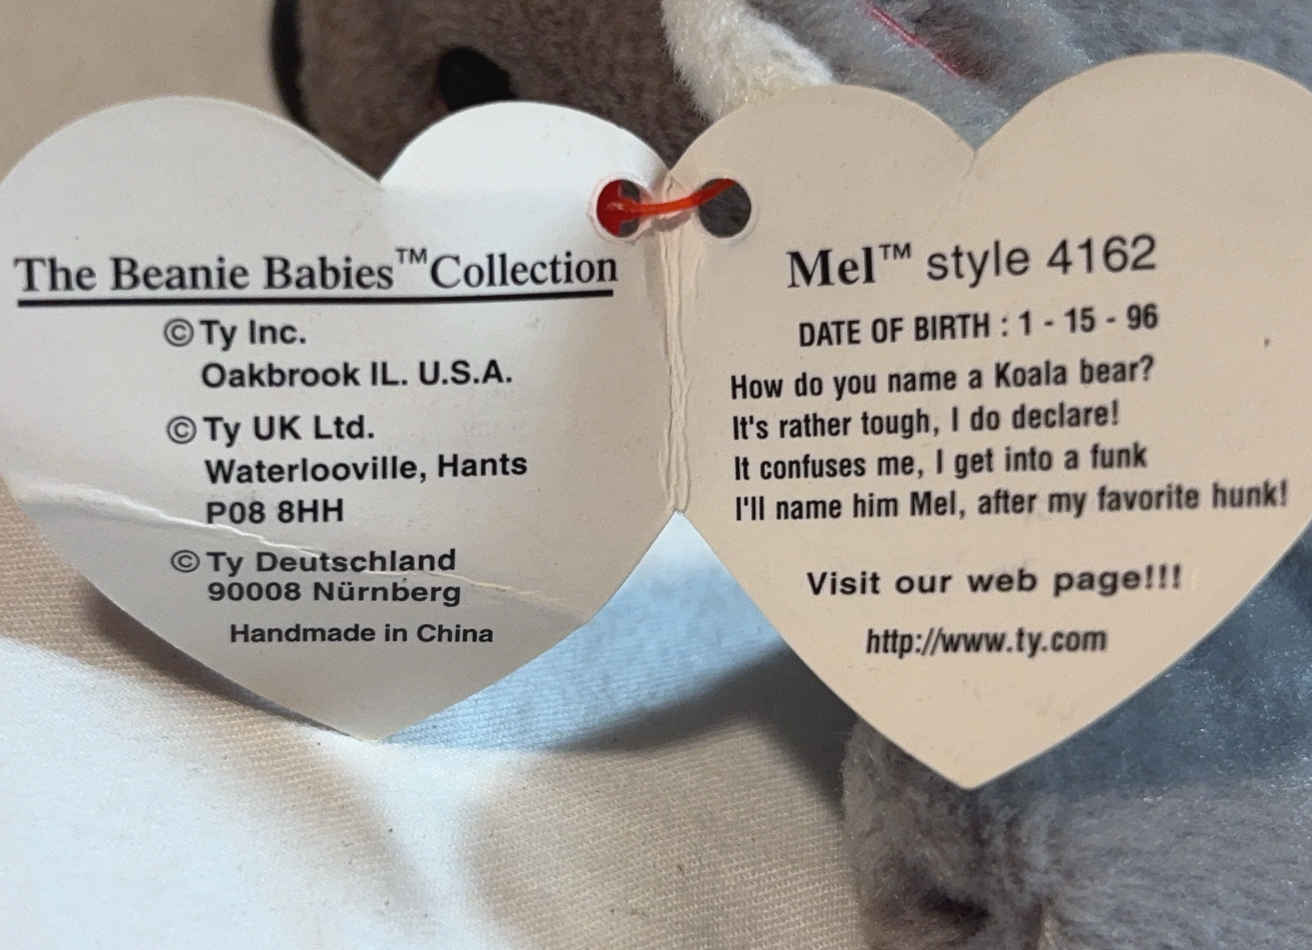 The Beanie Babies™Collection
©Ty Inc.
Oakbrook IL. U.S.A.
©Ty UK Ltd.
Waterlooville, Hants
P08 8HH
©Ty Deutschland
90008 Nürnberg
Handmade in China
Mel™ style 4162
DATE OF BIRTH : 1 - 15 - 96
How do you name a Koala bear?
It's rather tough, I do declare!
It confuses me, I get into a funk
I'll name him Mel, after my favorite hunk!
Visit our web page!!!
http://www.ty.com